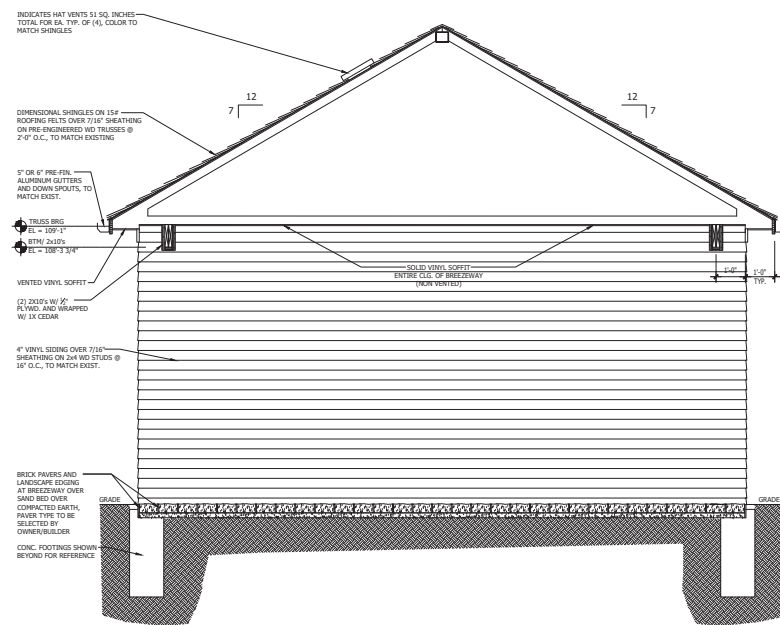 INDICATES HAT VENTS 51 SQ. INCHES
TOTAL FOR EA. TYP. OF (4), COLOR TO
MATCH SHINGLES
12
7
12
7
DIMENSIONAL SHINGLES ON 15#
ROOFING FELTS OVER 7/16" SHEATHING
ON PRE-ENGINEERED WD TRUSSES @
2'-0" O.C., TO MATCH EXISTING
5" OR 6" PRE-FIN.
ALUMINUM GUTTERS
AND DOWN SPOUTS, TO
MATCH EXIST.
TRUSS BRG
EL = 109'-1"
BTM/ 2x10's
EL = 108'-3 3/4"
VENTED VINYL SOFFIT
SOLID VINYL SOFFIT
ENTIRE CLG. OF BREEZEWAY
(NON VENTED)
1'-0"
1'-0"
TYP.
(2) 2X10's W/ ½"
PLYWD. AND WRAPPED
W/ 1X CEDAR
4" VINYL SIDING OVER 7/16"
SHEATHING ON 2x4 WD STUDS @
16" O.C., TO MATCH EXIST.
BRICK PAVERS AND
LANDSCAPE EDGING
AT BREEZEWAY OVER
SAND BED OVER
COMPACTED EARTH,
PAVER TYPE TO BE
SELECTED BY
OWNER/BUILDER
GRADE
GRADE
CONC. FOOTINGS SHOWN
BEYOND FOR REFERENCE